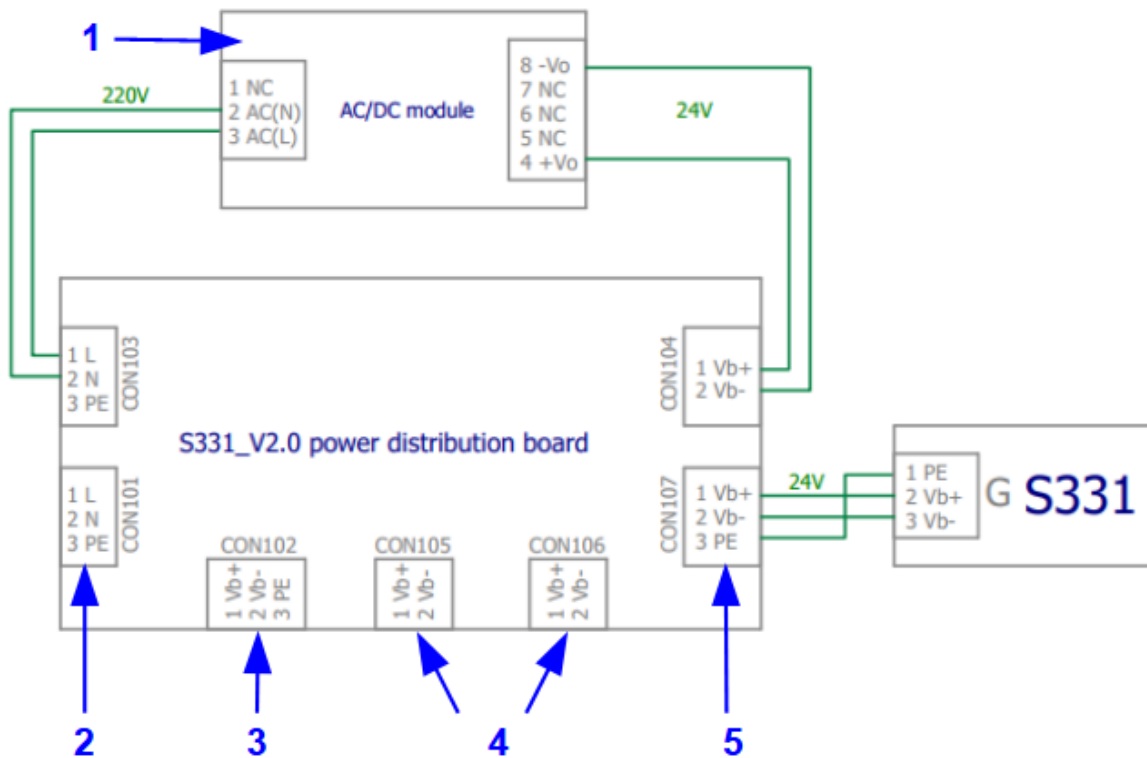 1
220V
1 NC
2 AC(N)
3 AC(L)
AC/DC module
8 -Vo
7 NC
6 NC
5 NC
4 +Vo
24V
1 L
2 N
3 PE
CON103
S331_V2.0 power distribution board
CON104
1 Vb+
2 Vb-
1 L
2 N
3 PE
CON101
CON102
1 Vb+
2 Vb-
3 PE
CON105
1 Vb+
2 Vb-
CON106
1 Vb+
2 Vb-
CON107
1 Vb+
2 Vb-
3 PE
24V
1 PE
2 Vb+
3 Vb-
G S331
2
3
4
5